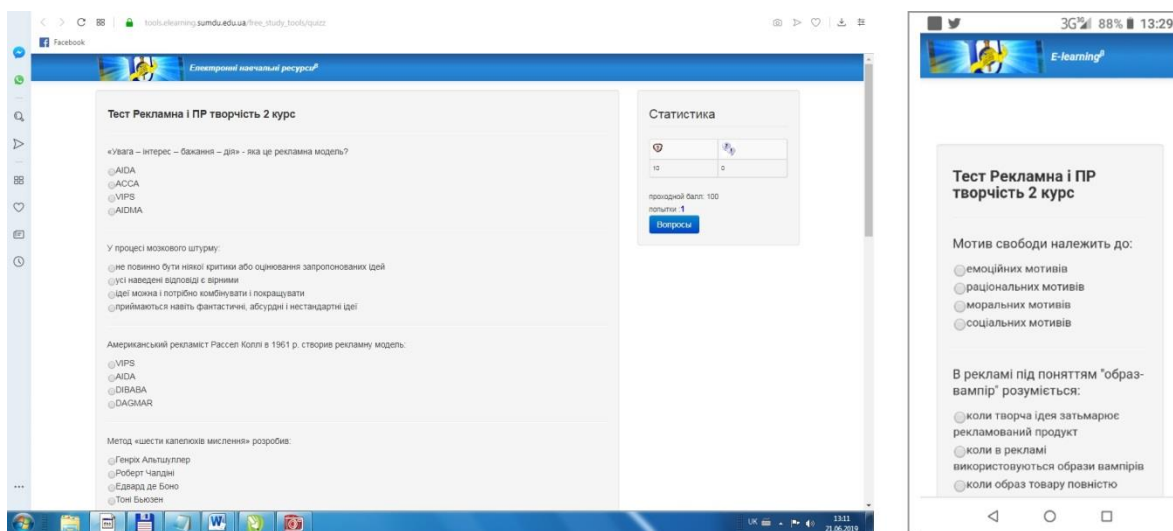 tools.elearning.sumdu.edu.ua/free_study_tools/quizz
Facebook
Електронні навчальні ресурси β
Тест Рекламна і ПР творчість 2 курс
«Увага – інтерес – бажання – дія» - яка це рекламна модель?
AIDA
ACCA
VIPS
AIDMA
У процесі мозкового штурму:
не повинно бути ніякої критики або оцінювання запропонованих ідей
усі наведені відповіді є вірними
ідеї можна і потрібно комбінувати і покращувати
приймаються навіть фантастичні, абсурдні і нестандартні ідеї
Американський рекламіст Рассел Коллі в 1961 р. створив рекламну модель:
VIPS
AIDA
DIBABA
DAGMAR
Метод «шести капелюхів мислення» розробив:
Генріх Альтшуллер
Роберт Чалдіні
Едвард де Боно
Тоні Бьюзен
Статистика
10 0
проходной балл: 100
попытки :1
Вопросы
UK
13:11
21.06.2019
3G 88% 13:29
E-learning β
Тест Рекламна і ПР
творчість 2 курс
Мотив свободи належить до:
емоційних мотивів
раціональних мотивів
моральних мотивів
соціальних мотивів
В рекламі під поняттям "образ-
вампір" розуміється:
коли творча ідея затьмарює
рекламований продукт
коли в рекламі
використовуються образи вампірів
коли образ товару повністю